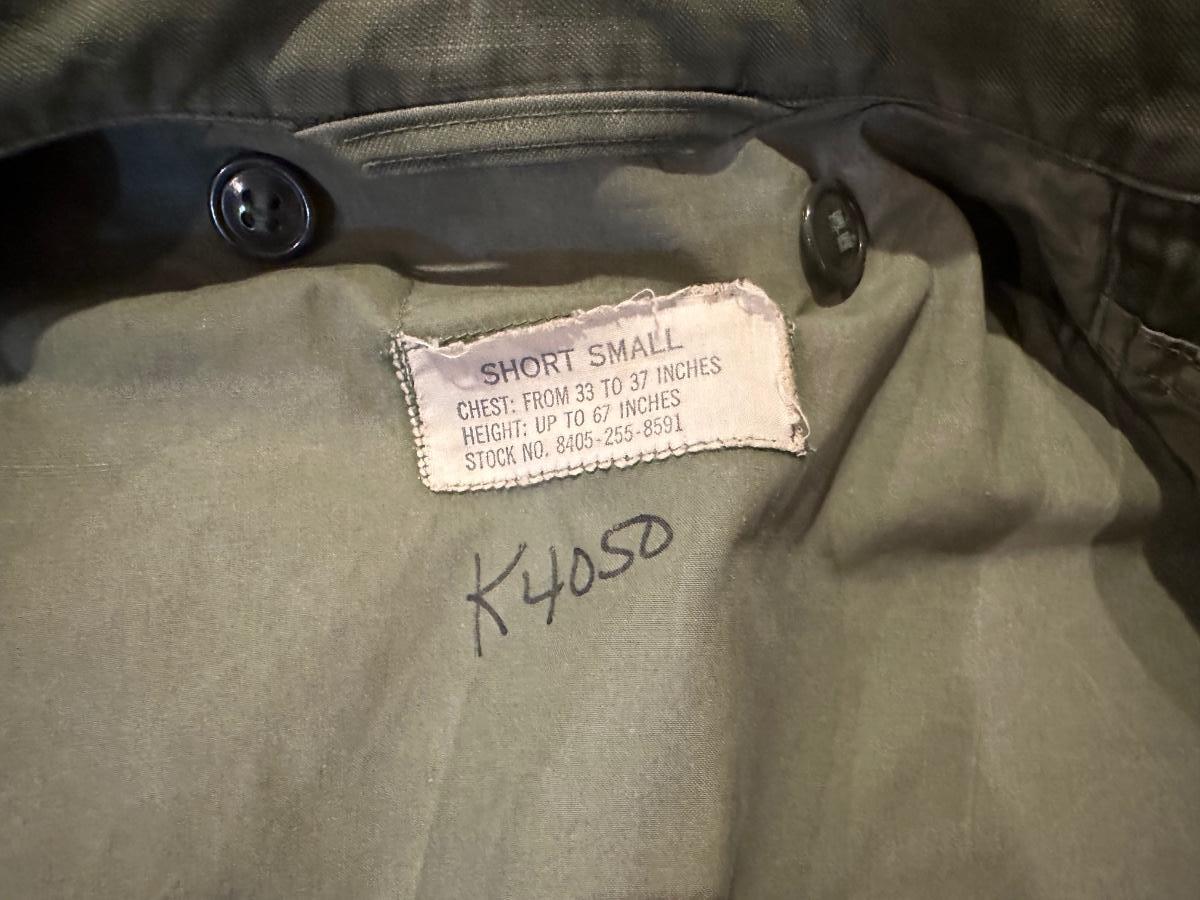 SHORT SMALL
CHEST: FROM 33 TO 37 INCHES
HEIGHT: UP TO 67 INCHES
STOCK NO. 8405-255-8591
K4050